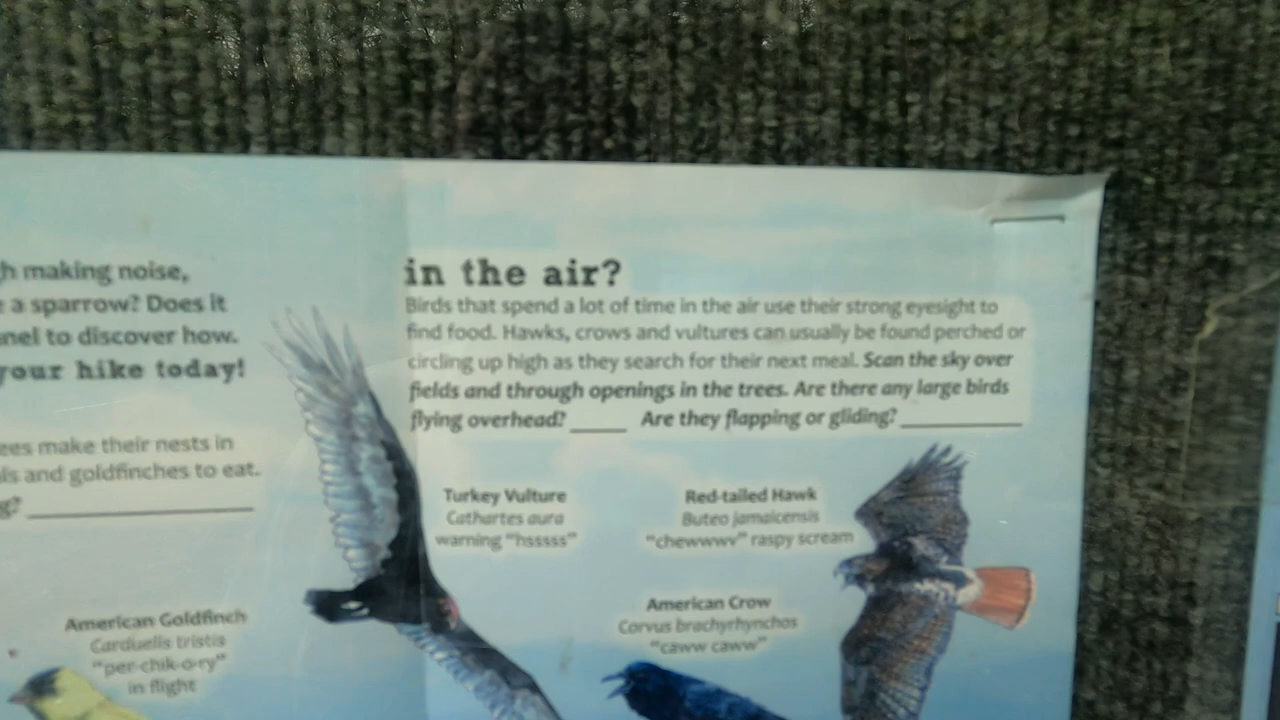 h making noise,
a sparrow? Does it
nel to discover how.
your hike today!
ees make their nests in
ls and goldfinches to eat.
g?
American Goldfinch
Carduelis tristis
"per-chik-o-ry"
in flight
in the air?
Birds that spend a lot of time in the air use their strong eyesight to
find food. Hawks, crows and vultures can usually be found perched or
circling up high as they search for their next meal. Scan the sky over
fields and through openings in the trees. Are there any large birds
flying overhead? ____ Are they flapping or gliding? ________
Turkey Vulture
Cathartes aura
warning "hsssss"
Red-tailed Hawk
Buteo jamaicensis
"chewwwv" raspy scream
American Crow
Corvus brachyrhynchos
"caww caww"